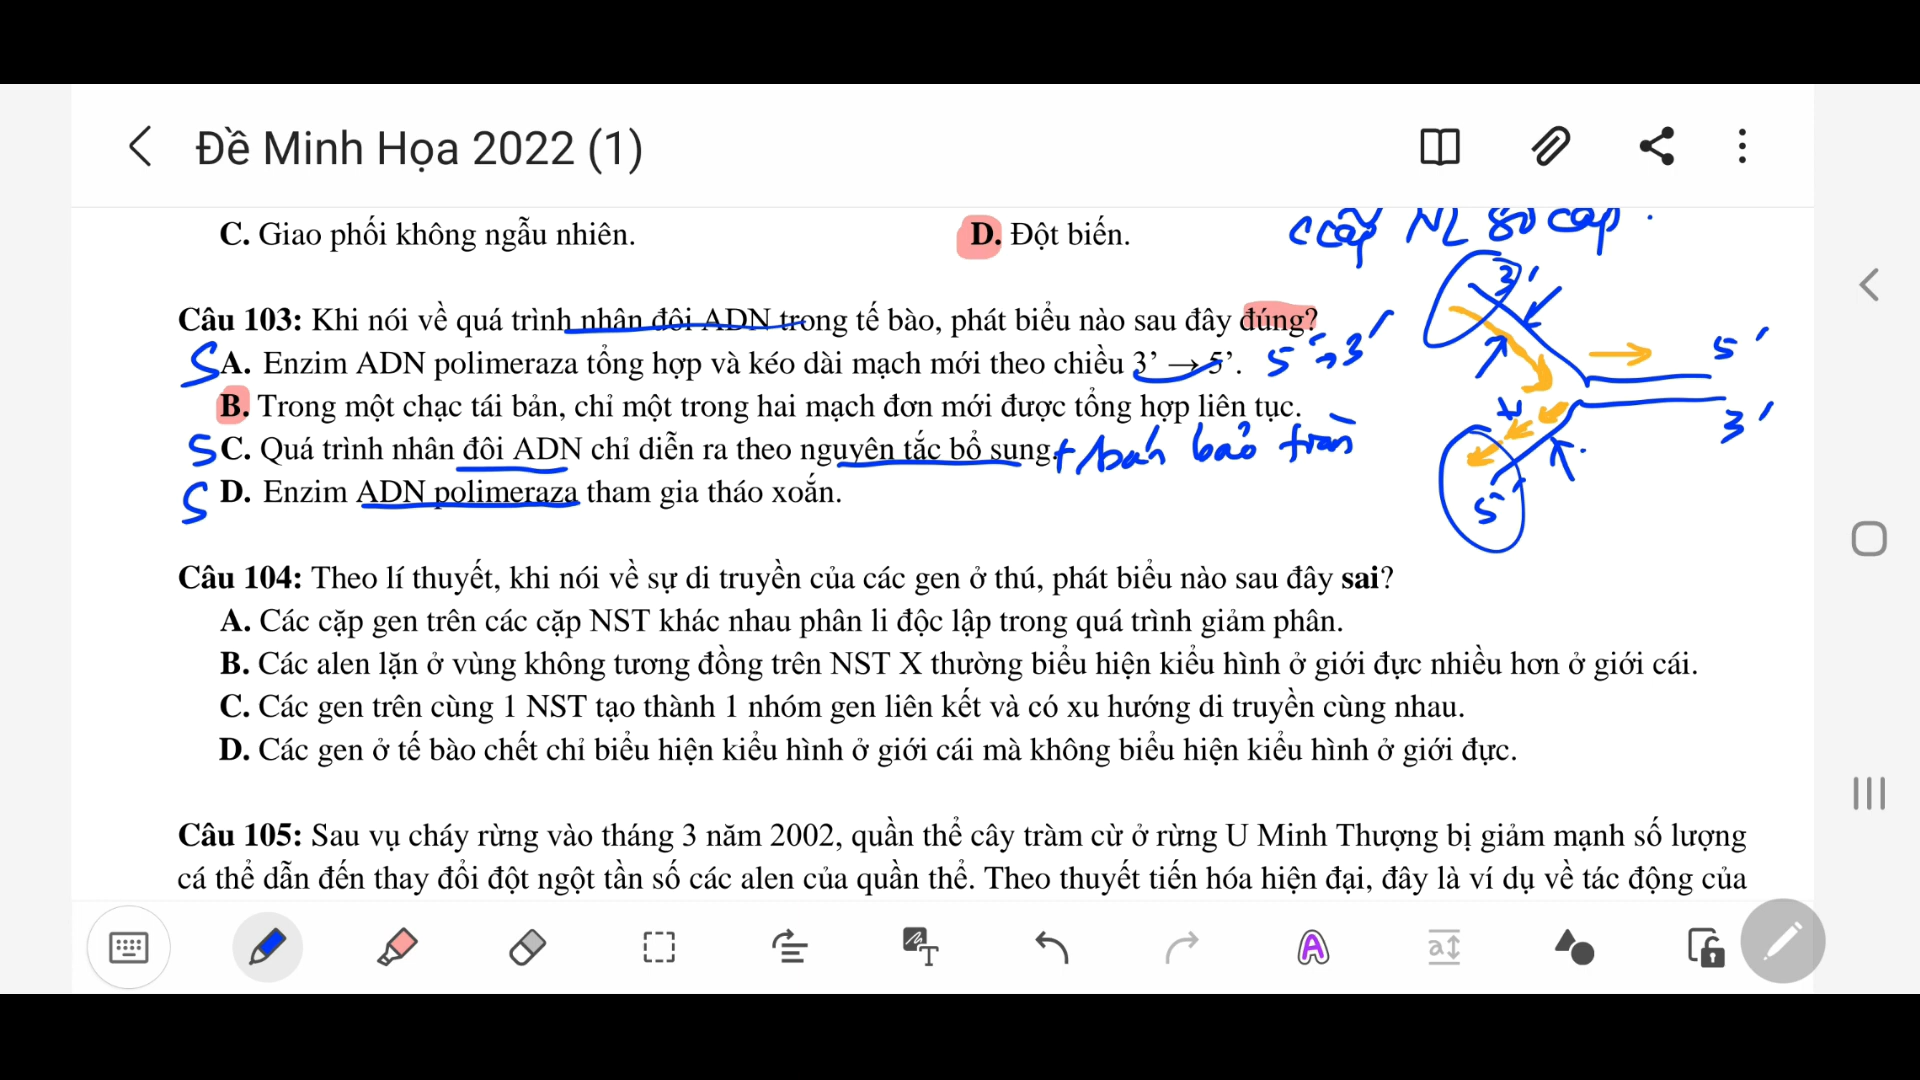 Đề Minh Họa 2022 (1)
C. Giao phối không ngẫu nhiên. D. Đột biến.
Câu 103: Khi nói về quá trình nhân đôi ADN trong tế bào, phát biểu nào sau đây đúng?
S A. Enzim ADN polimeraza tổng hợp và kéo dài mạch mới theo chiều 3’ → 5’. 5' → 3'
B. Trong một chạc tái bản, chỉ một trong hai mạch đơn mới được tổng hợp liên tục.
S C. Quá trình nhân đôi ADN chỉ diễn ra theo nguyên tắc bổ sung. + bán bảo tồn
S D. Enzim ADN polimeraza tham gia tháo xoắn.
3'
5'
3'
5'
Câu 104: Theo lí thuyết, khi nói về sự di truyền của các gen ở thú, phát biểu nào sau đây sai?
A. Các cặp gen trên các cặp NST khác nhau phân li độc lập trong quá trình giảm phân.
B. Các alen lặn ở vùng không tương đồng trên NST X thường biểu hiện kiểu hình ở giới đực nhiều hơn ở giới cái.
C. Các gen trên cùng 1 NST tạo thành 1 nhóm gen liên kết và có xu hướng di truyền cùng nhau.
D. Các gen ở tế bào chết chỉ biểu hiện kiểu hình ở giới cái mà không biểu hiện kiểu hình ở giới đực.
Câu 105: Sau vụ cháy rừng vào tháng 3 năm 2002, quần thể cây tràm cừ ở rừng U Minh Thượng bị giảm mạnh số lượng
cá thể dẫn đến thay đổi đột ngột tần số các alen của quần thể. Theo thuyết tiến hóa hiện đại, đây là ví dụ về tác động của